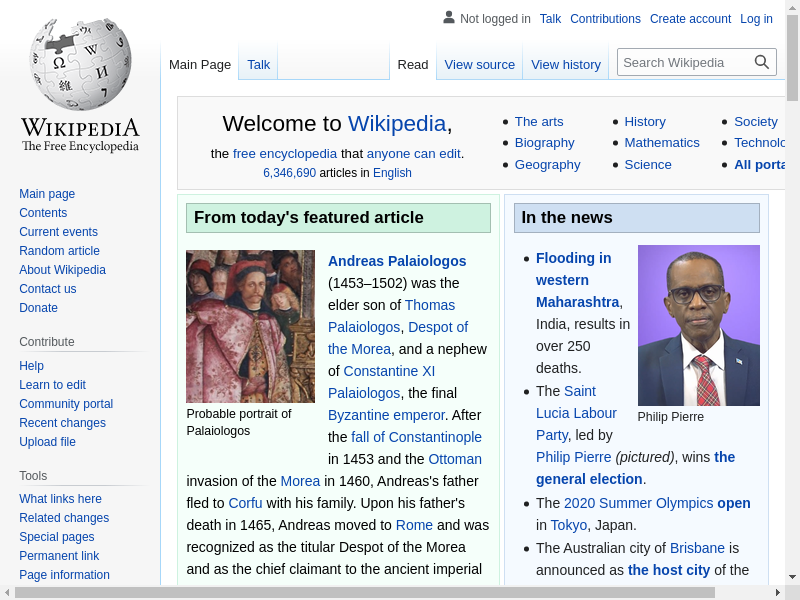 Not logged in Talk Contributions Create account Log in
Main Page Talk Read View source View history Search Wikipedia
WIKIPEDIA
The Free Encyclopedia
Main page
Contents
Current events
Random article
About Wikipedia
Contact us
Donate
Contribute
Help
Learn to edit
Community portal
Recent changes
Upload file
Tools
What links here
Related changes
Special pages
Permanent link
Page information
Welcome to Wikipedia,
the free encyclopedia that anyone can edit.
6,346,690 articles in English
The arts
Biography
Geography
History
Mathematics
Science
Society
Technolo
All porta
From today's featured article
Probable portrait of
Palaiologos
Andreas Palaiologos
(1453–1502) was the
elder son of Thomas
Palaiologos, Despot of
the Morea, and a nephew
of Constantine XI
Palaiologos, the final
Byzantine emperor. After
the fall of Constantinople
in 1453 and the Ottoman
invasion of the Morea in 1460, Andreas's father
fled to Corfu with his family. Upon his father's
death in 1465, Andreas moved to Rome and was
recognized as the titular Despot of the Morea
and as the chief claimant to the ancient imperial
In the news
Flooding in
western
Maharashtra,
India, results in
over 250
deaths.
The Saint
Lucia Labour
Party, led by
Philip Pierre (pictured), wins the
general election.
Philip Pierre
The 2020 Summer Olympics open
in Tokyo, Japan.
The Australian city of Brisbane is
announced as the host city of the